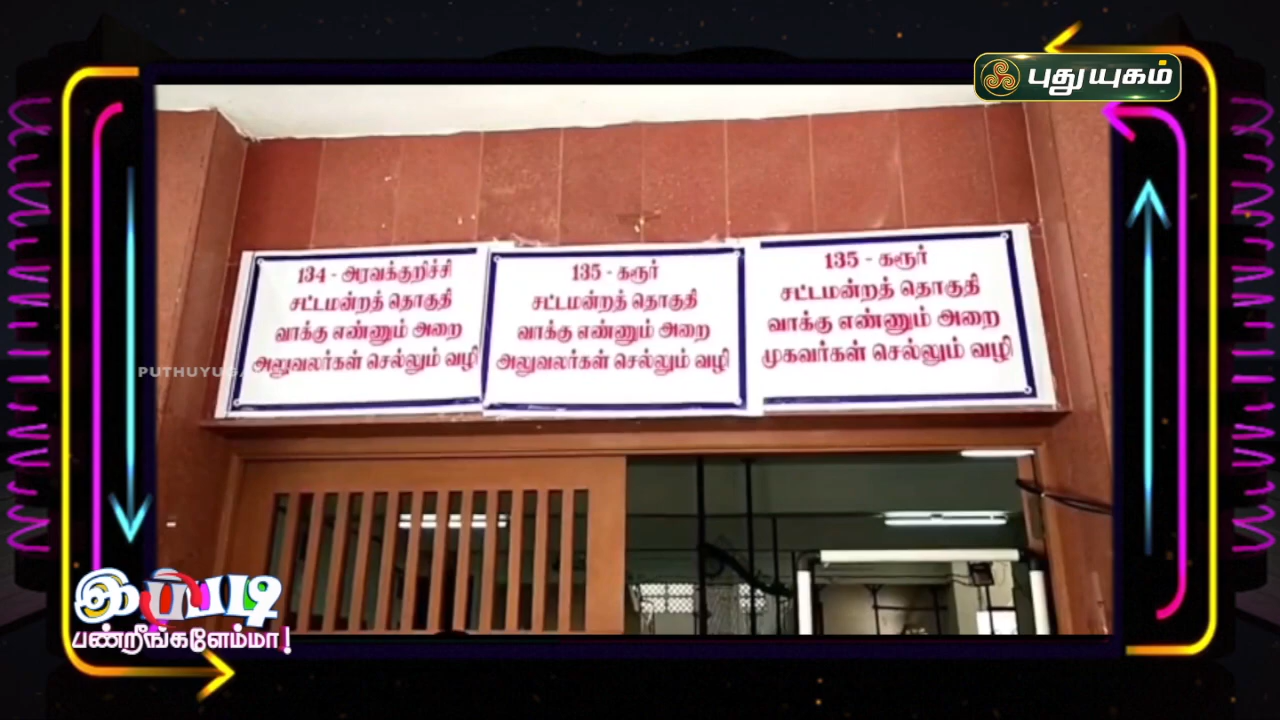 புதுயுகம்
134 - அரவக்குறிச்சி
சட்டமன்றத் தொகுதி
வாக்கு எண்ணும் அறை
அலுவலர்கள் செல்லும் வழி
135 - கரூர்
சட்டமன்றத் தொகுதி
வாக்கு எண்ணும் அறை
அலுவலர்கள் செல்லும் வழி
135 - கரூர்
சட்டமன்றத் தொகுதி
வாக்கு எண்ணும் அறை
முகவர்கள் செல்லும் வழி
இப்படி
பண்றீங்களேம்மா!